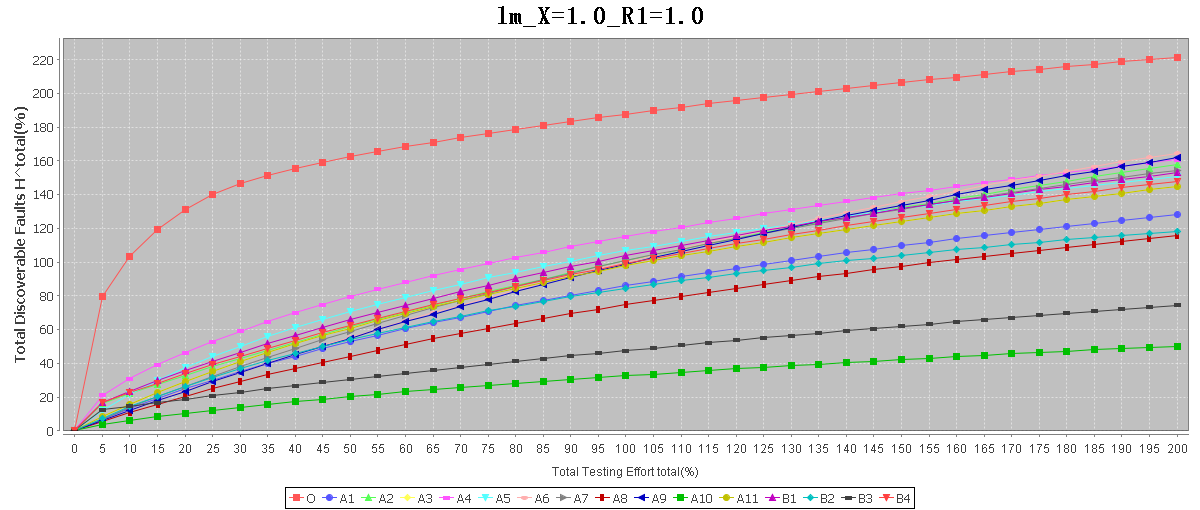 lm_X=1.0_R1=1.0
Total Discoverable Faults H^total(%)
220
200
180
160
140
120
100
80
60
40
20
0
0 5 10 15 20 25 30 35 40 45 50 55 60 65 70 75 80 85 90 95 100 105 110 115 120 125 130 135 140 145 150 155 160 165 170 175 180 185 190 195 200
Total Testing Effort total(%)
O A1 A2 A3 A4 A5 A6 A7 A8 A9 A10 A11 B1 B2 B3 B4